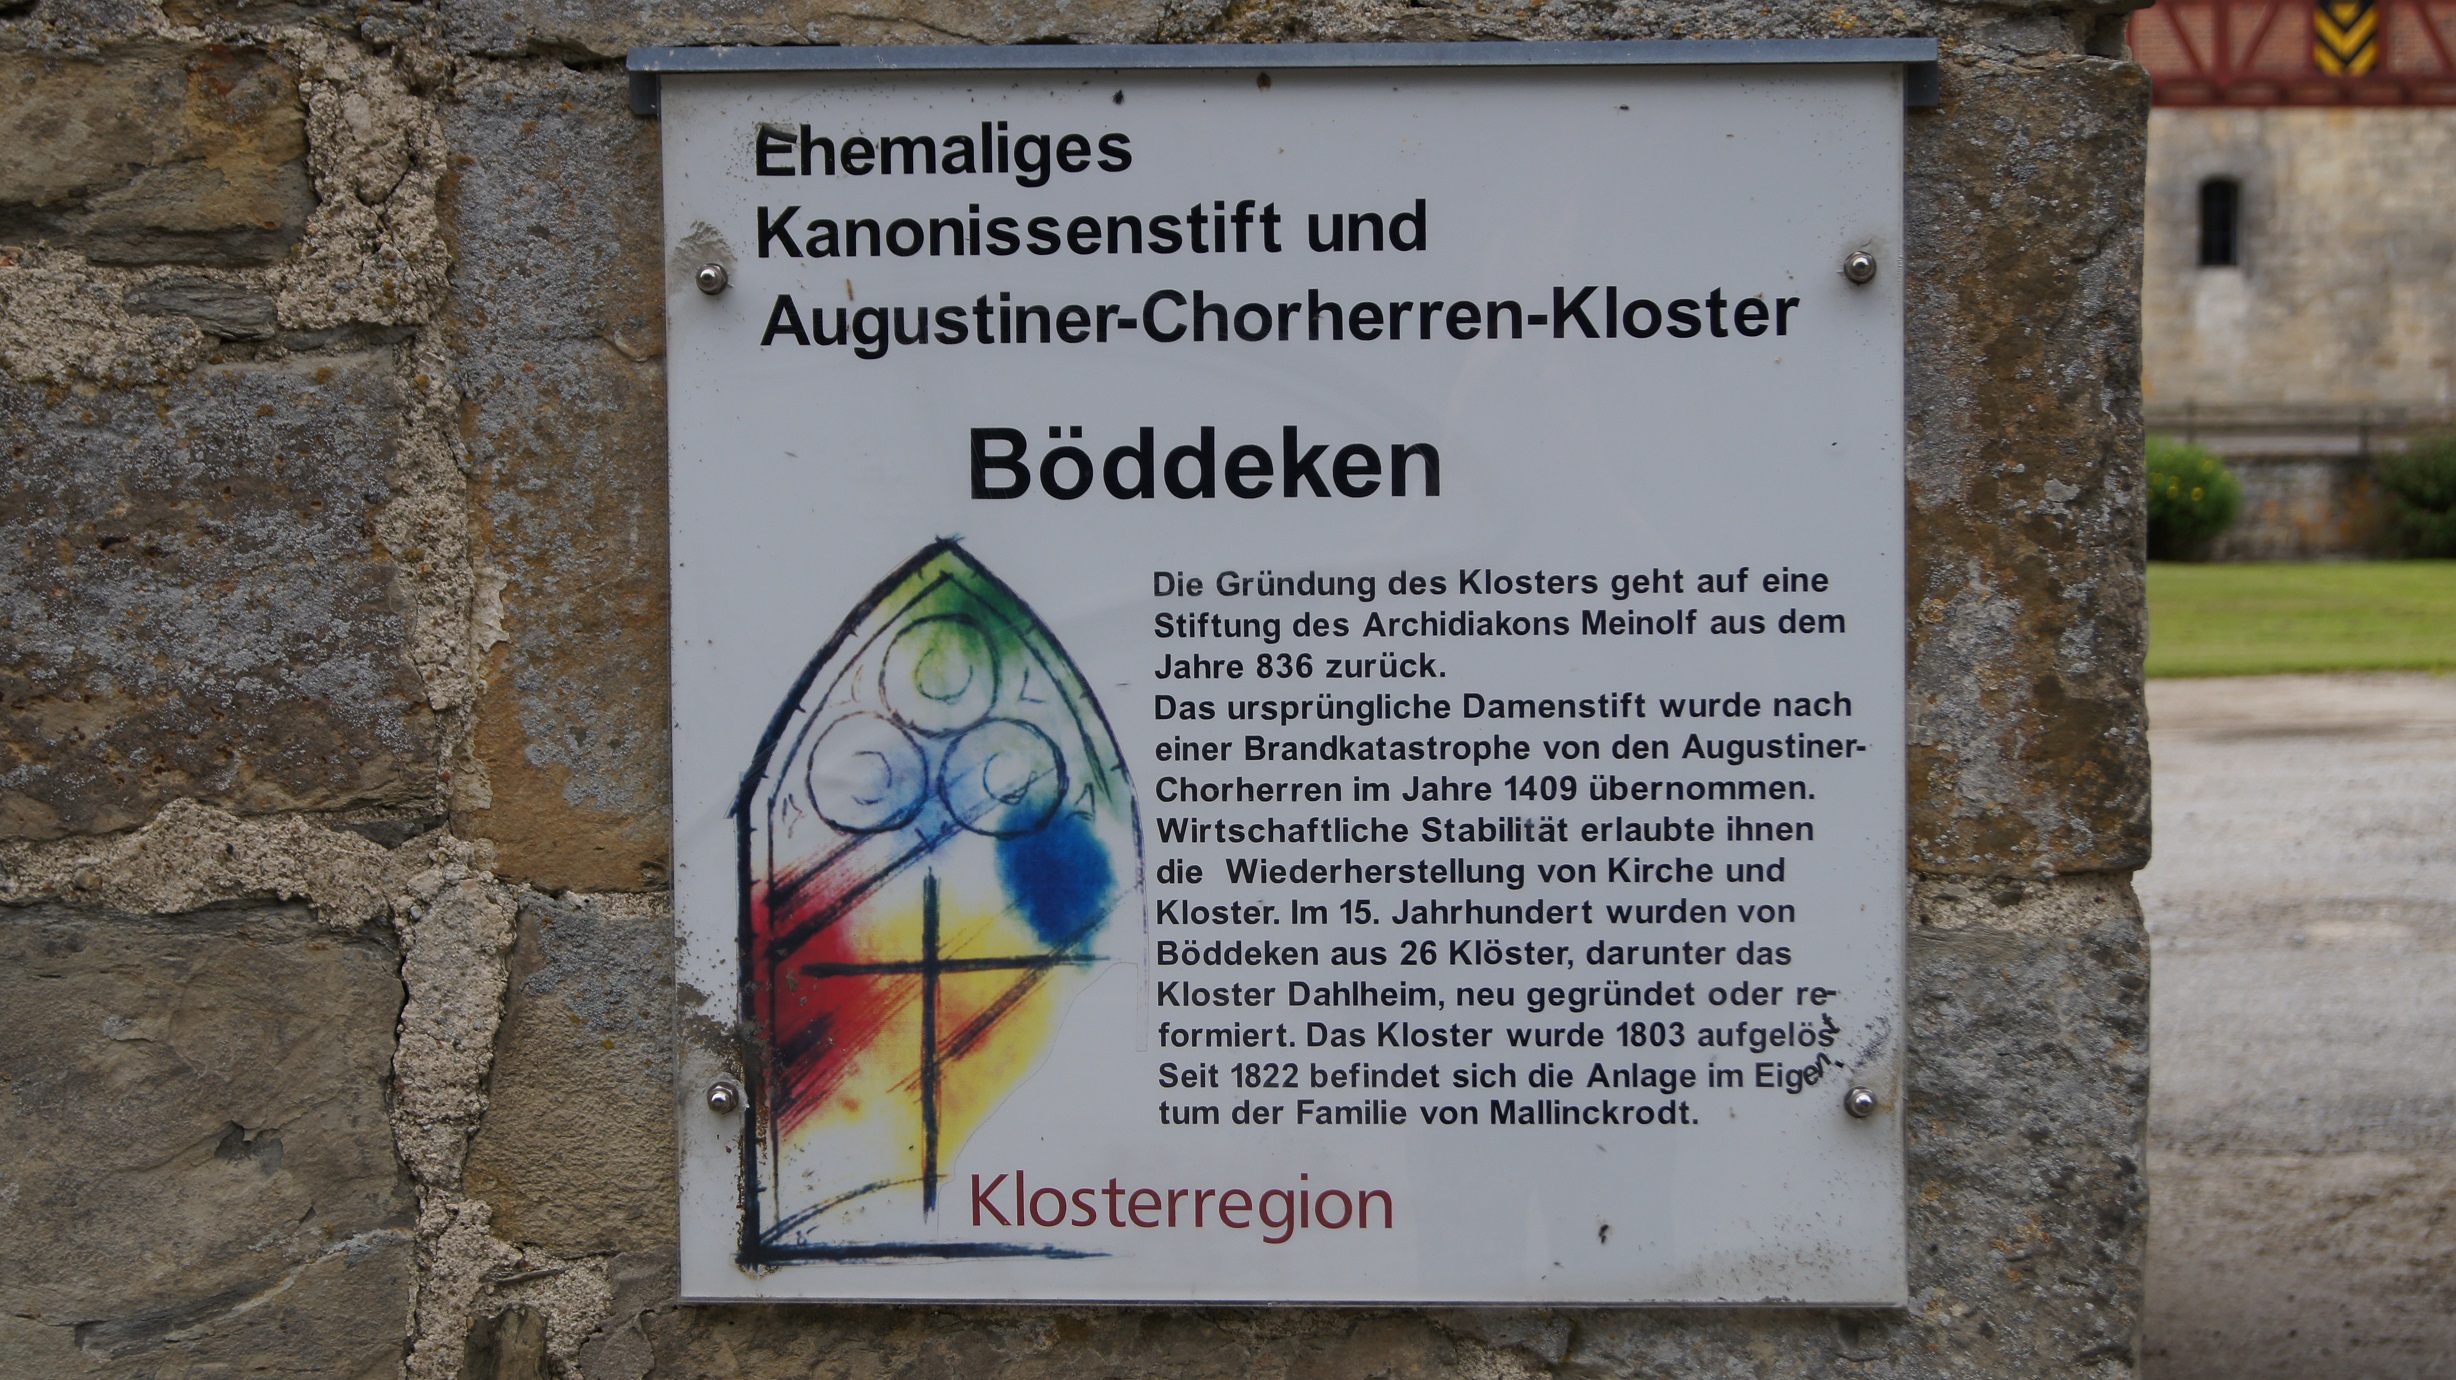 Ehemaliges
Kanonissenstift und
Augustiner-Chorherren-Kloster
Böddeken
Die Gründung des Klosters geht auf eine
Stiftung des Archidiakons Meinolf aus dem
Jahre 836 zurück.
Das ursprüngliche Damenstift wurde nach
einer Brandkatastrophe von den Augustiner-
Chorherren im Jahre 1409 übernommen.
Wirtschaftliche Stabilität erlaubte ihnen
die Wiederherstellung von Kirche und
Kloster. Im 15. Jahrhundert wurden von
Böddeken aus 26 Klöster, darunter das
Kloster Dahlheim, neu gegründet oder re-
formiert. Das Kloster wurde 1803 aufgelöst
Seit 1822 befindet sich die Anlage im Eigen-
tum der Familie von Mallinckrodt.
Klosterregion